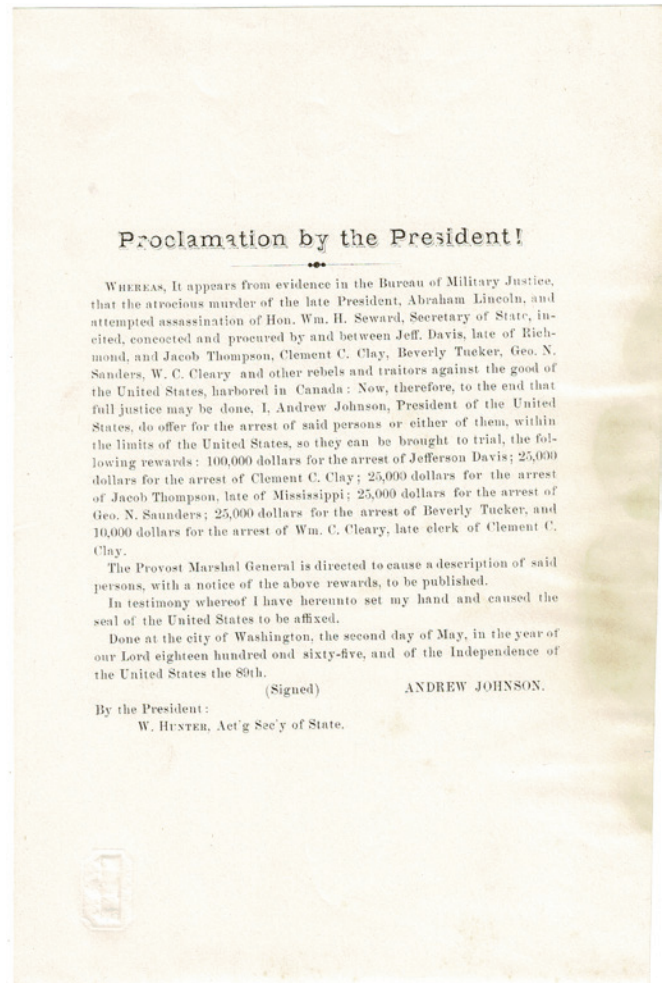 Proclamation by the President!
WHEREAS, It appears from evidence in the Bureau of Military Justice,
that the atrocious murder of the late President, Abraham Lincoln, and
attempted assassination of Hon. Wm. H. Seward, Secretary of State, in-
cited, concocted and procured by and between Jeff. Davis, late of Rich-
mond, and Jacob Thompson, Clement C. Clay, Beverly Tucker, Geo. N.
Sanders, W. C. Cleary and other rebels and traitors against the good of
the United States, harbored in Canada: Now, therefore, to the end that
full justice may be done, I, Andrew Johnson, President of the United
States, do offer for the arrest of said persons or either of them, within
the limits of the United States, so they can be brought to trial, the fol-
lowing rewards: 100,000 dollars for the arrest of Jefferson Davis; 25,000
dollars for the arrest of Clement C. Clay; 25,000 dollars for the arrest
of Jacob Thompson, late of Mississippi; 25,000 dollars for the arrest of
Geo. N. Saunders; 25,000 dollars for the arrest of Beverly Tucker, and
10,000 dollars for the arrest of Wm. C. Cleary, late clerk of Clement C.
Clay.
The Provost Marshal General is directed to cause a description of said
persons, with a notice of the above rewards, to be published.
In testimony whereof I have hereunto set my hand and caused the
seal of the United States to be affixed.
Done at the city of Washington, the second day of May, in the year of
our Lord eighteen hundred ond sixty-five, and of the Independence of
the United States the 89th.
(Signed) ANDREW JOHNSON.
By the President:
W. HUNTER, Act'g Sec'y of State.